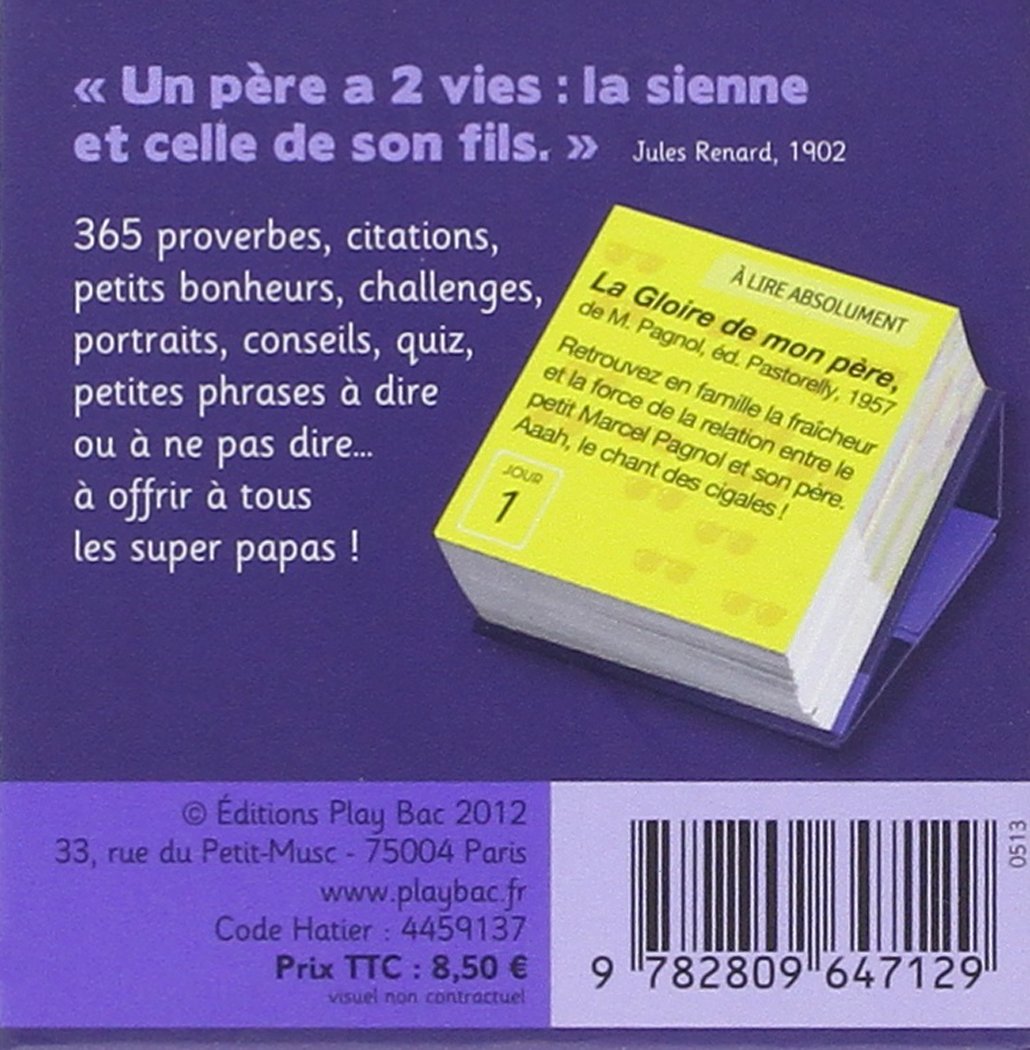 « Un père a 2 vies : la sienne
et celle de son fils. » Jules Renard, 1902
365 proverbes, citations,
petits bonheurs, challenges,
portraits, conseils, quiz,
petites phrases à dire
ou à ne pas dire...
à offrir à tous
les super papas !
À LIRE ABSOLUMENT
La Gloire de mon père,
de M. Pagnol, éd. Pastorelly, 1957
Retrouvez en famille la fraîcheur
et la force de la relation entre le
petit Marcel Pagnol et son père.
Aaah, le chant des cigales !
JOUR
1
© Éditions Play Bac 2012
33, rue du Petit-Musc - 75004 Paris
www.playbac.fr
Code Hatier : 4459137
Prix TTC : 8,50 €
visuel non contractuel
0513
9 782809 647129